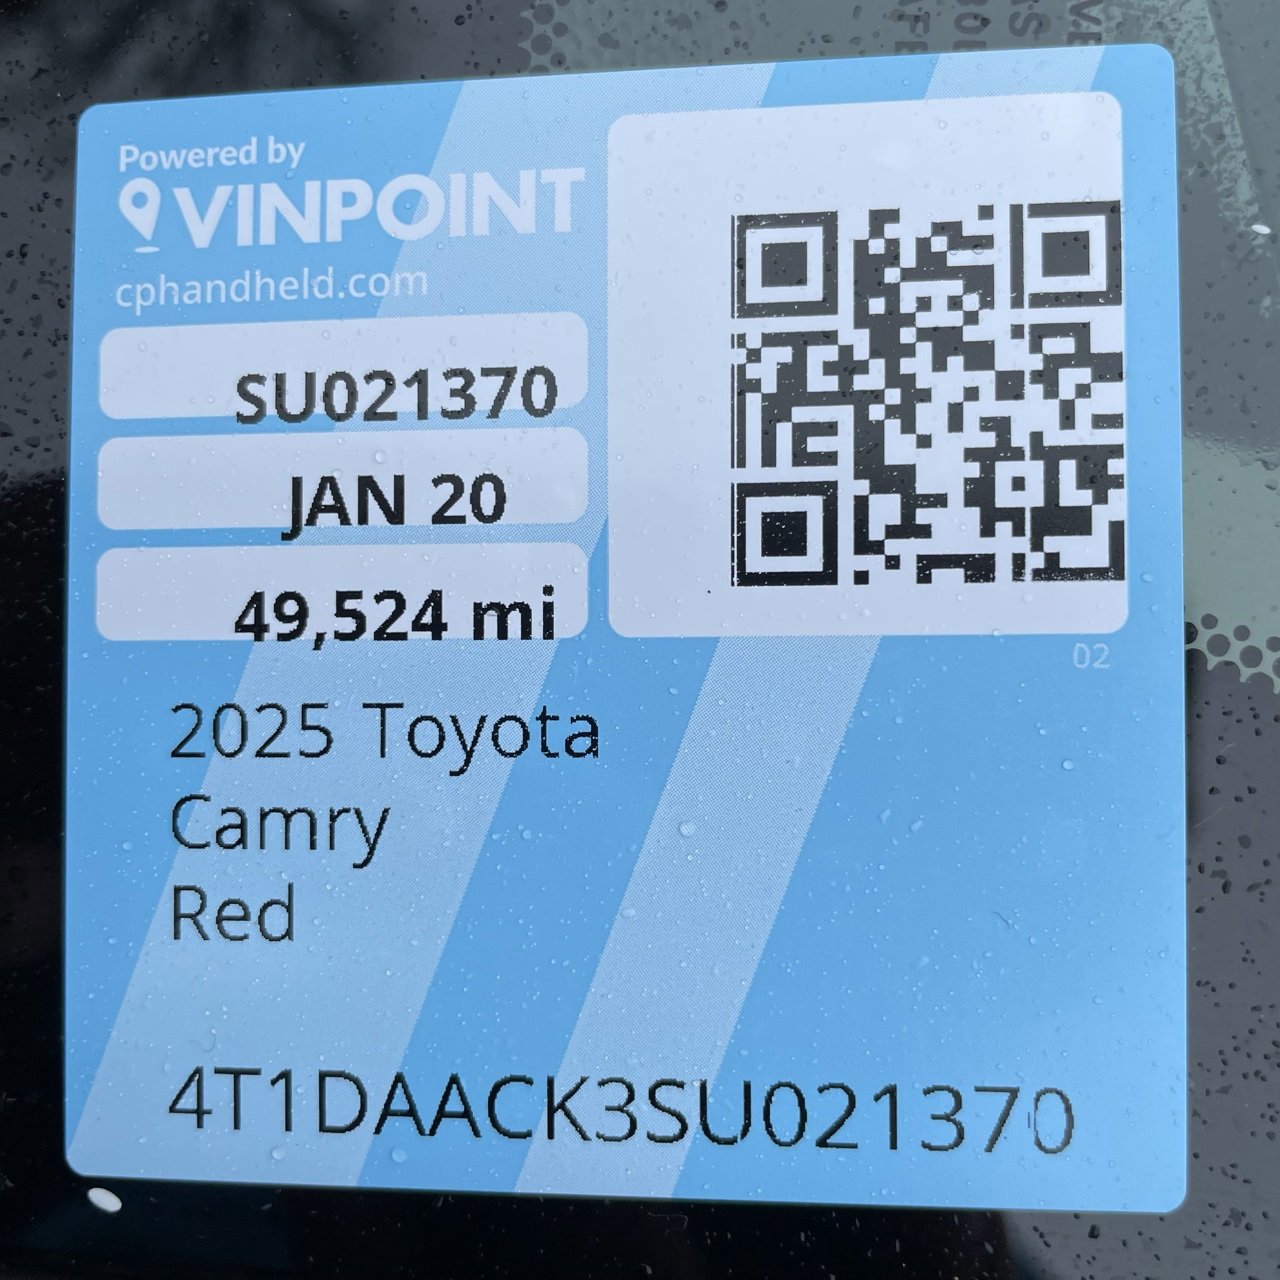 Powered by
VINPOINT
cphandheld.com
SU021370
JAN 20
49,524 mi
02
2025 Toyota
Camry
Red
4T1DAACK3SU021370